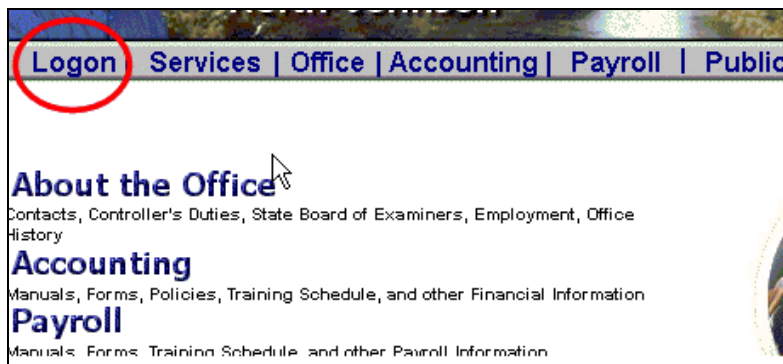 Logon Services | Office | Accounting | Payroll | Public
About the Office
Contacts, Controller's Duties, State Board of Examiners, Employment, Office
History
Accounting
Manuals, Forms, Policies, Training Schedule, and other Financial Information
Payroll
Manuals, Forms, Training Schedule, and other Payroll Information